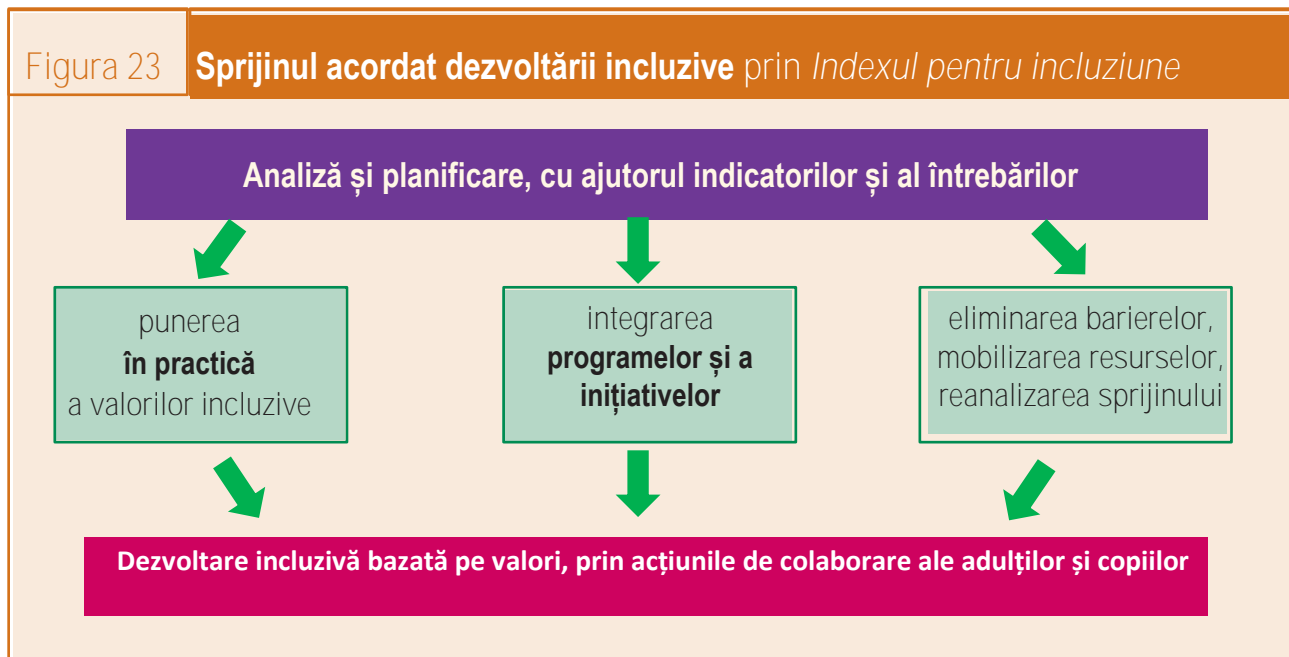 Figura 23
Sprijinul acordat dezvoltării incluzive prin Indexul pentru incluziune
Analiză și planificare, cu ajutorul indicatorilor și al întrebărilor
punerea
în practică
a valorilor incluzive
integrarea
programelor și a
inițiativelor
eliminarea barierelor,
mobilizarea resurselor,
reanalizarea sprijinului
Dezvoltare incluzivă bazată pe valori, prin acțiunile de colaborare ale adulților și copiilor